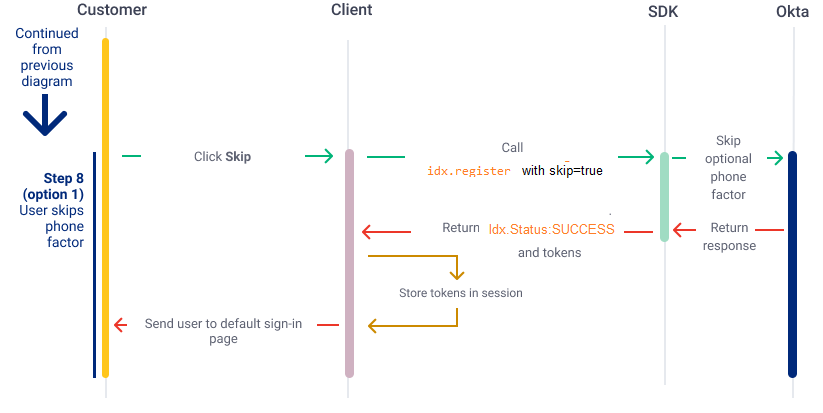 Customer
Client
SDK
Okta
Continued
from
previous
diagram
Click Skip
Call
idx.register with skip=true
Skip
optional
phone
factor
Step 8
(option 1)
User skips
phone
factor
Return Idx.Status:SUCCESS
and tokens
Return
response
Store tokens in session
Send user to default sign-in
page